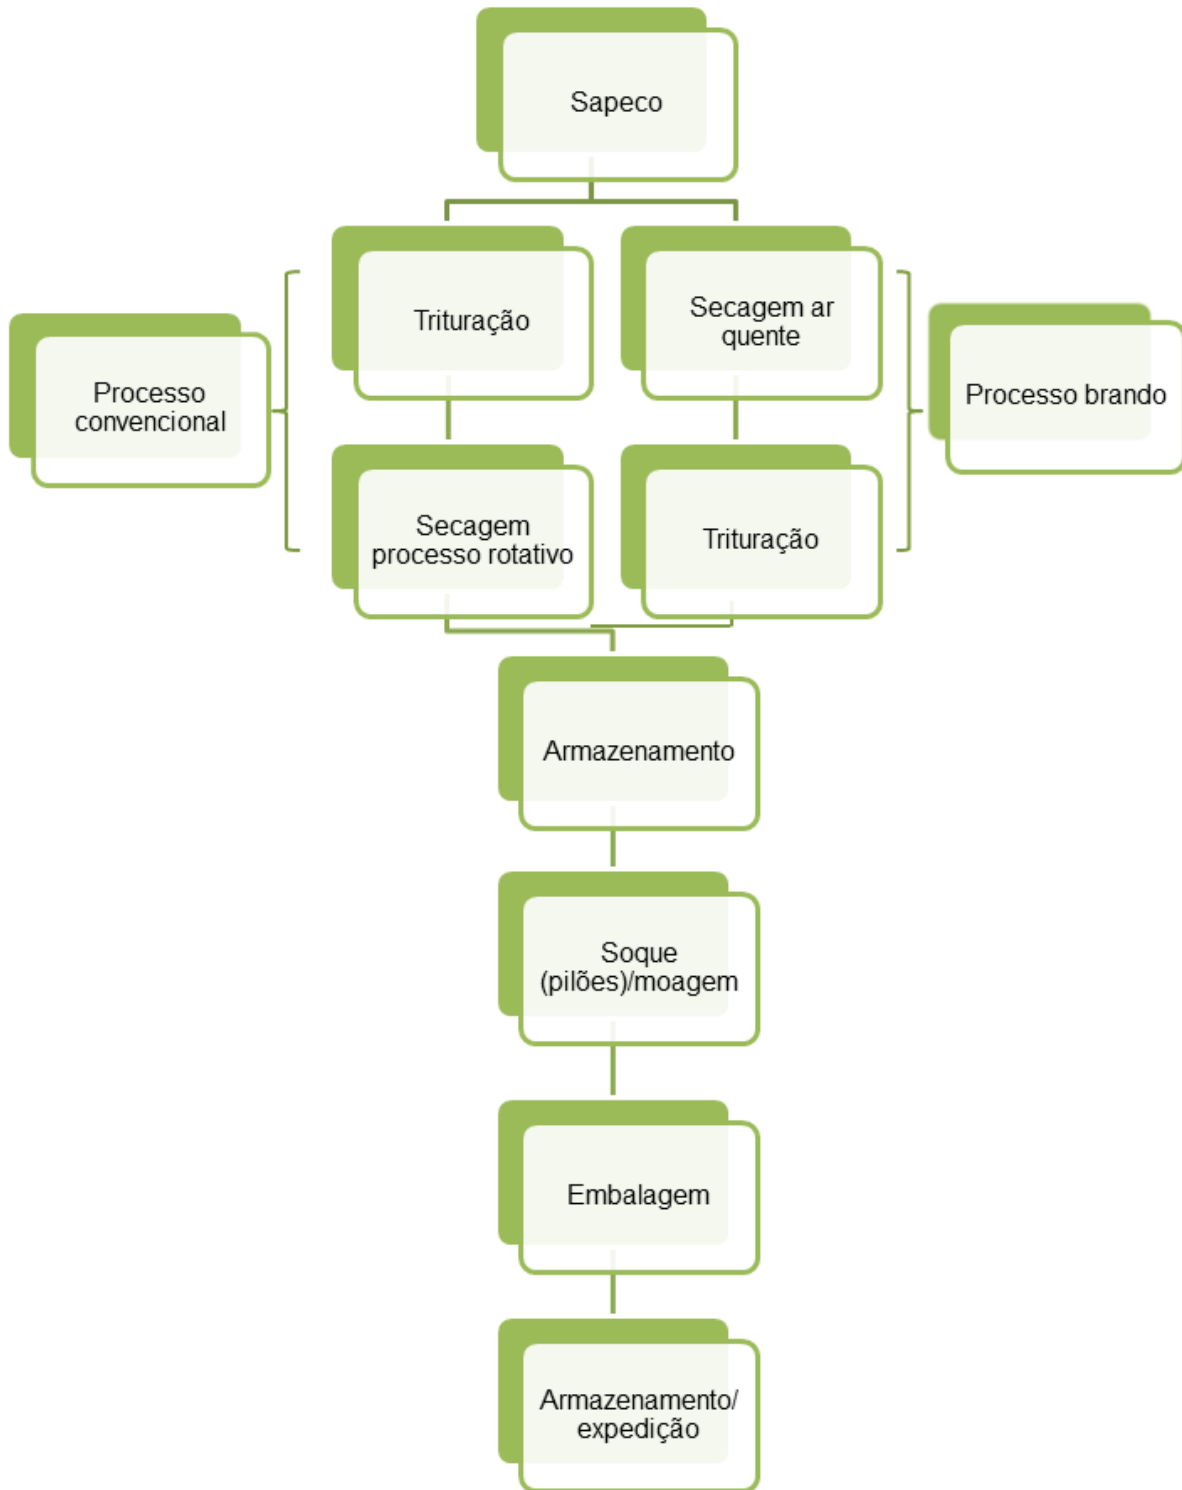 Sapeco
Trituração
Secagem ar
quente
Processo
convencional
Processo brando
Secagem
processo rotativo
Trituração
Armazenamento
Soque
(pilões)/moagem
Embalagem
Armazenamento/
expedição